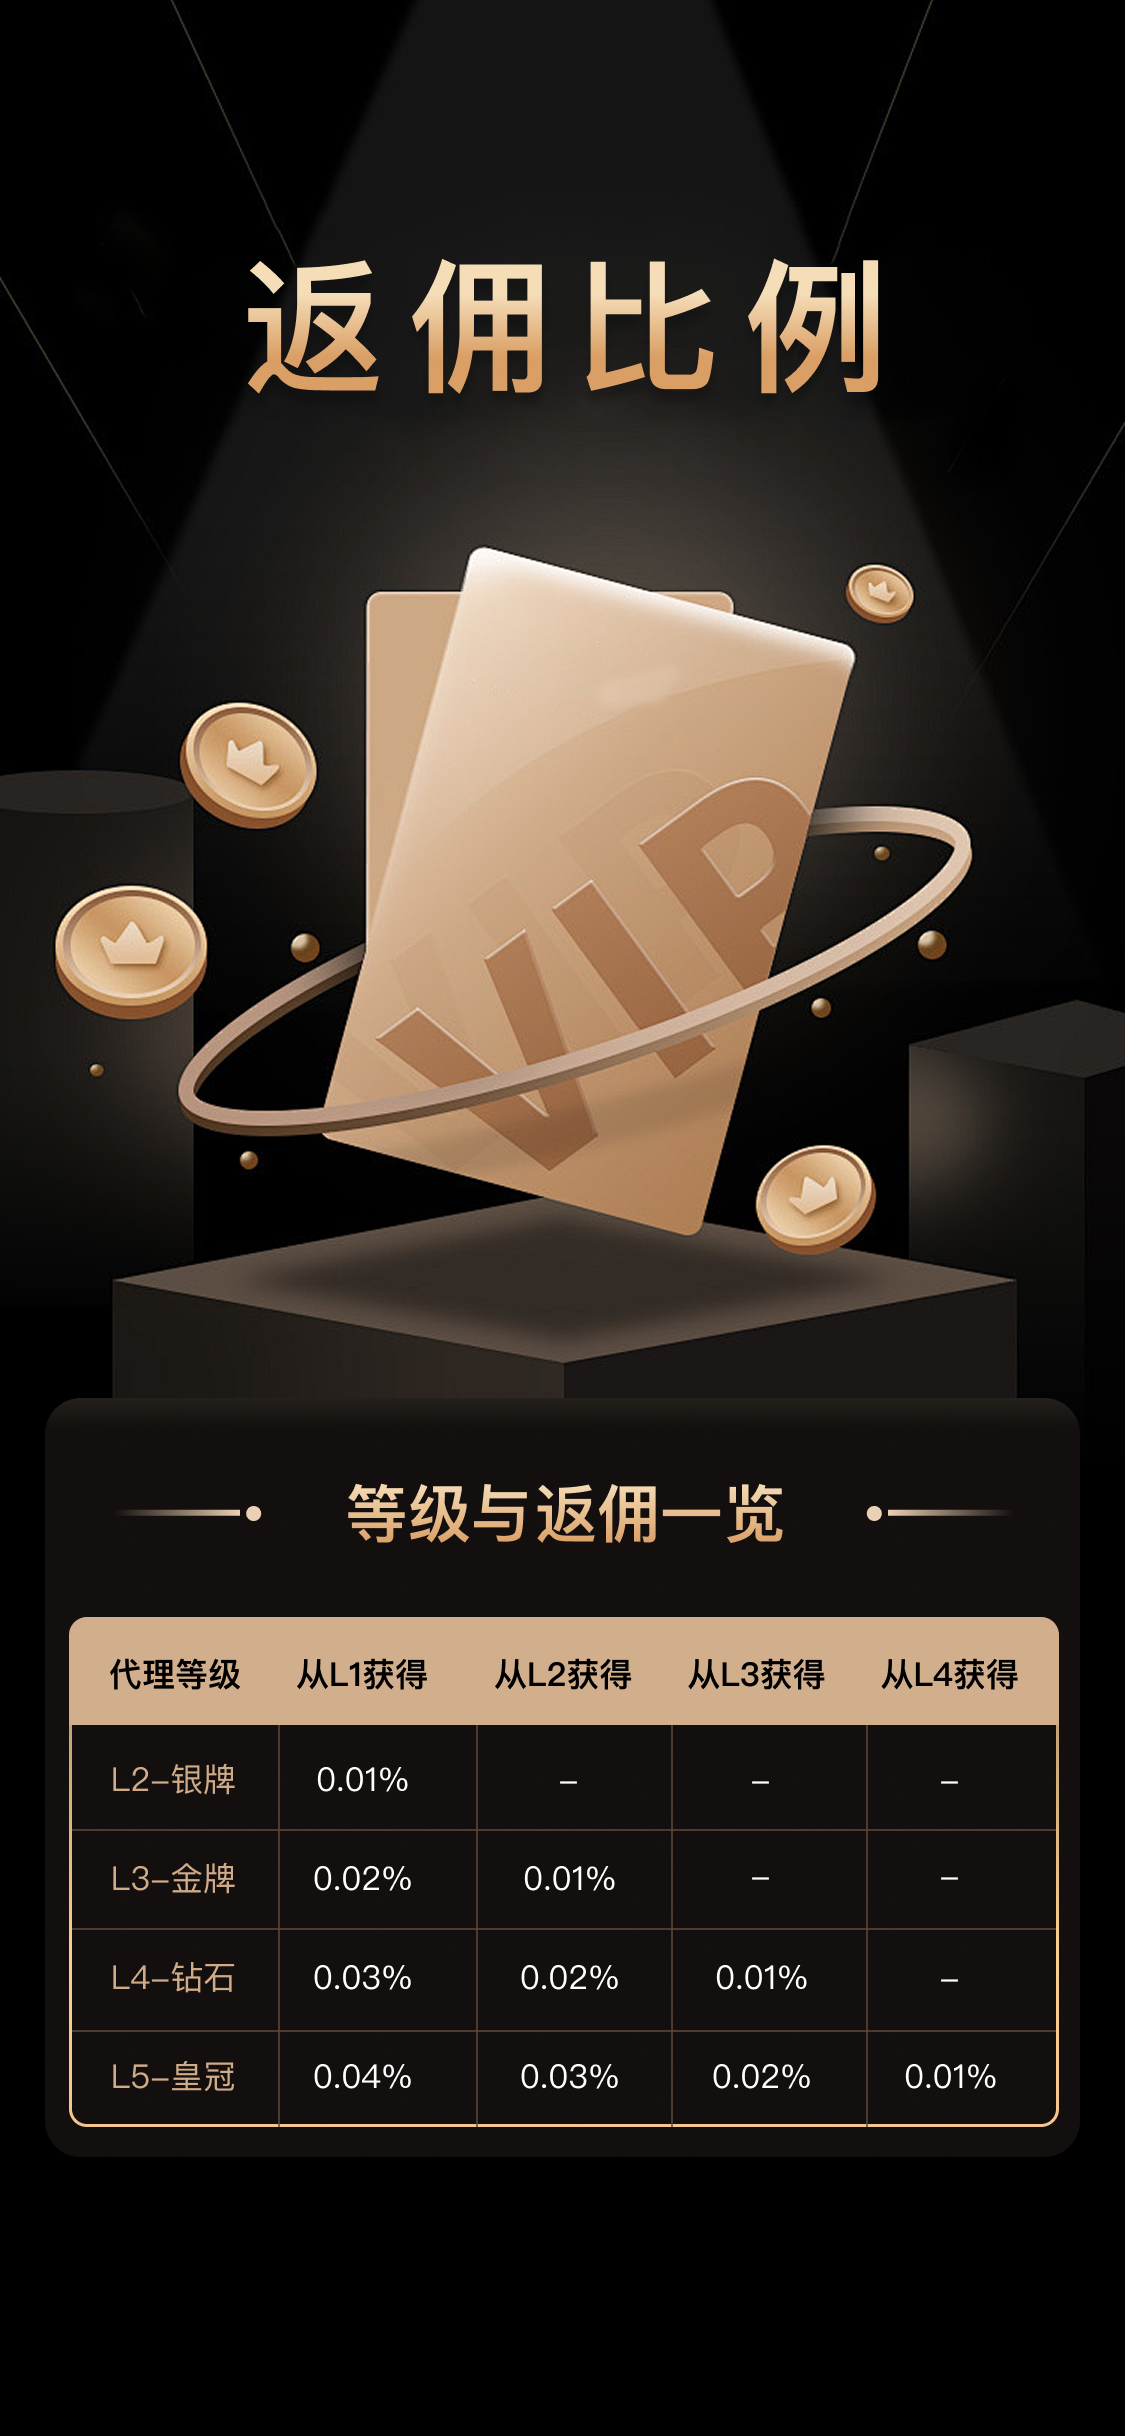 返佣比例
VIP
等级与返佣一览
代理等级 从L1获得 从L2获得 从L3获得 从L4获得
L2-银牌 0.01% - - -
L3-金牌 0.02% 0.01% - -
L4-钻石 0.03% 0.02% 0.01% -
L5-皇冠 0.04% 0.03% 0.02% 0.01%